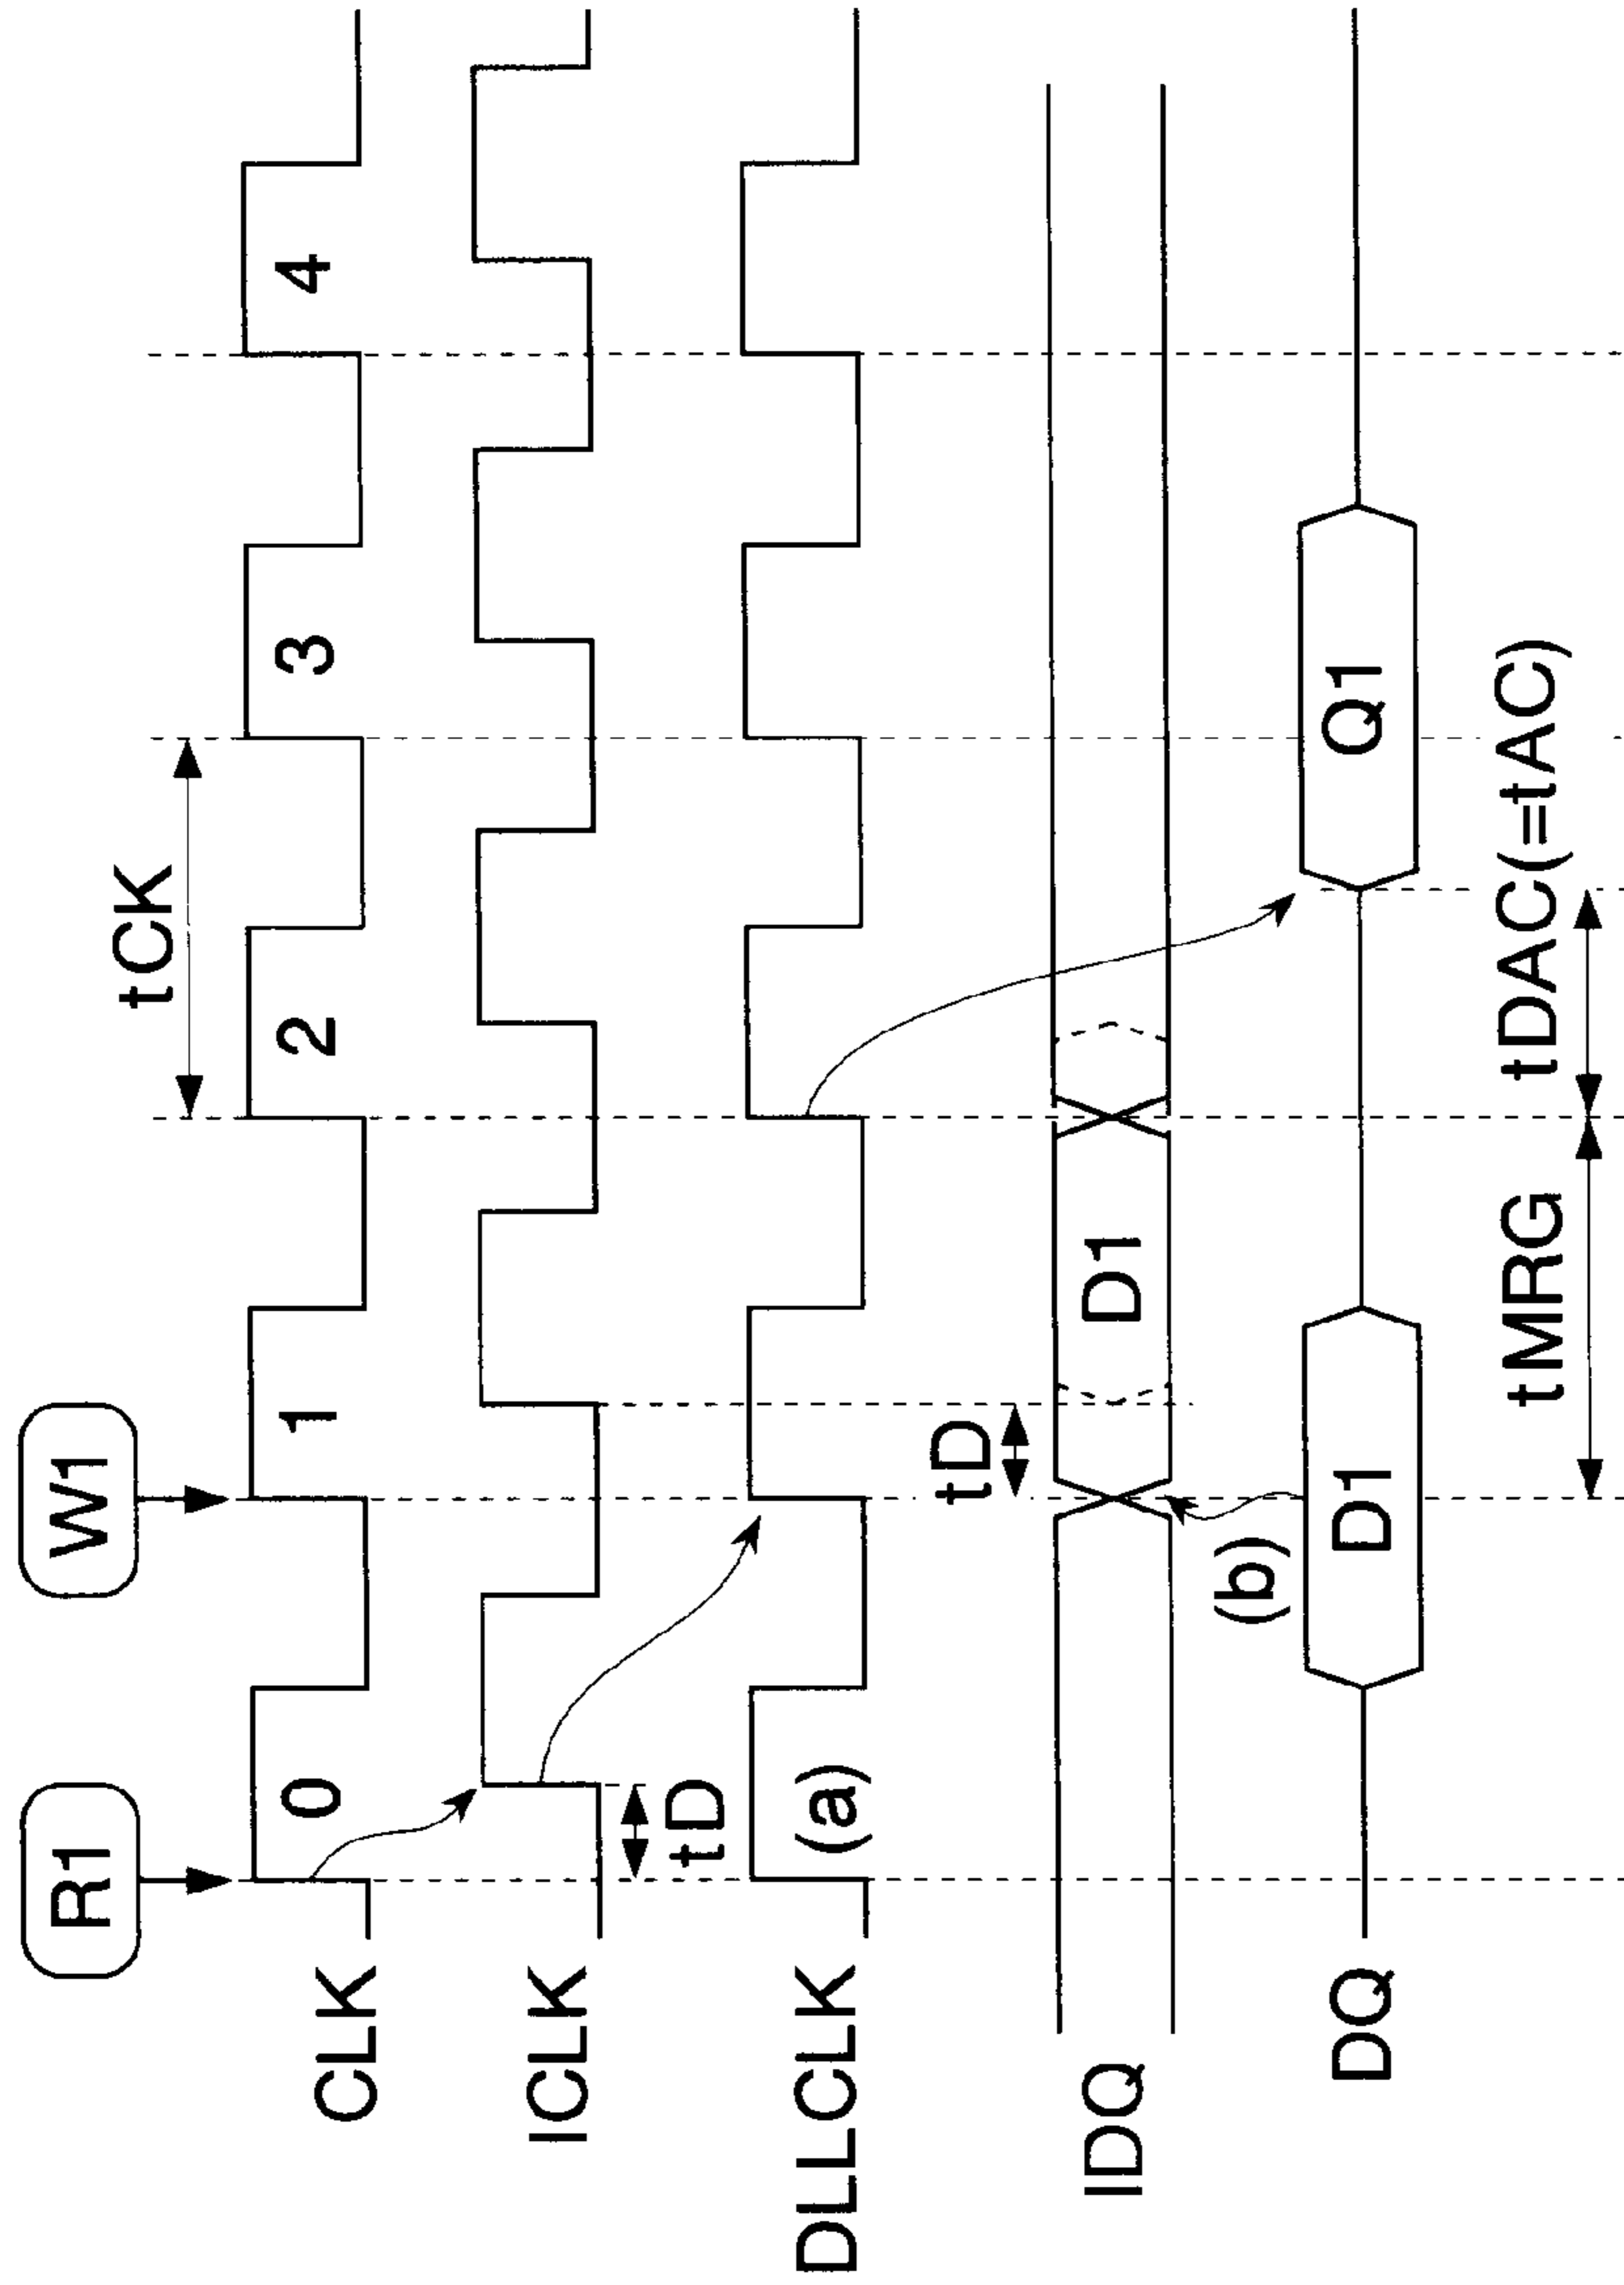 R1 W1
tCK
CLK 0 1 2 3 4
ICLK
tD
DLLCLK (a)
tD
IDQ D1
(b)
DQ D1 Q1
tMRG tDAC(=tAC)